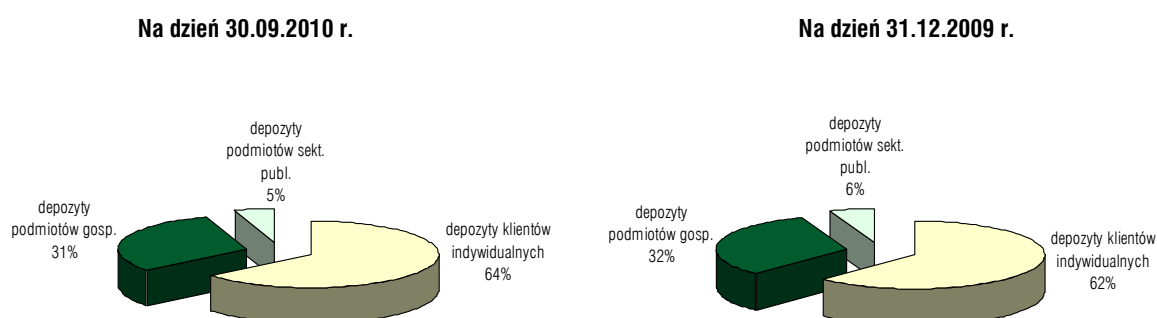 Na dzień 30.09.2010 r.
depozyty
podmiotów sekt.
publ.
5%
depozyty
podmiotów gosp.
31%
depozyty klientów
indywidualnych
64%
Na dzień 31.12.2009 r.
depozyty
podmiotów sekt.
publ.
6%
depozyty
podmiotów gosp.
32%
depozyty klientów
indywidualnych
62%